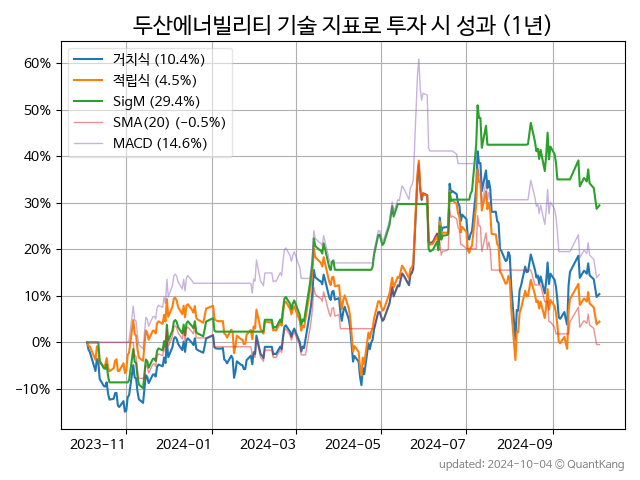 두산에너빌리티 기술 지표로 투자 시 성과 (1년)
거치식 (10.4%)
적립식 (4.5%)
SigM (29.4%)
SMA(20) (−0.5%)
MACD (14.6%)
60%
50%
40%
30%
20%
10%
0%
−10%
2023−11 2024−01 2024−03 2024−05 2024−07 2024−09
updated: 2024-10-04 © QuantKang